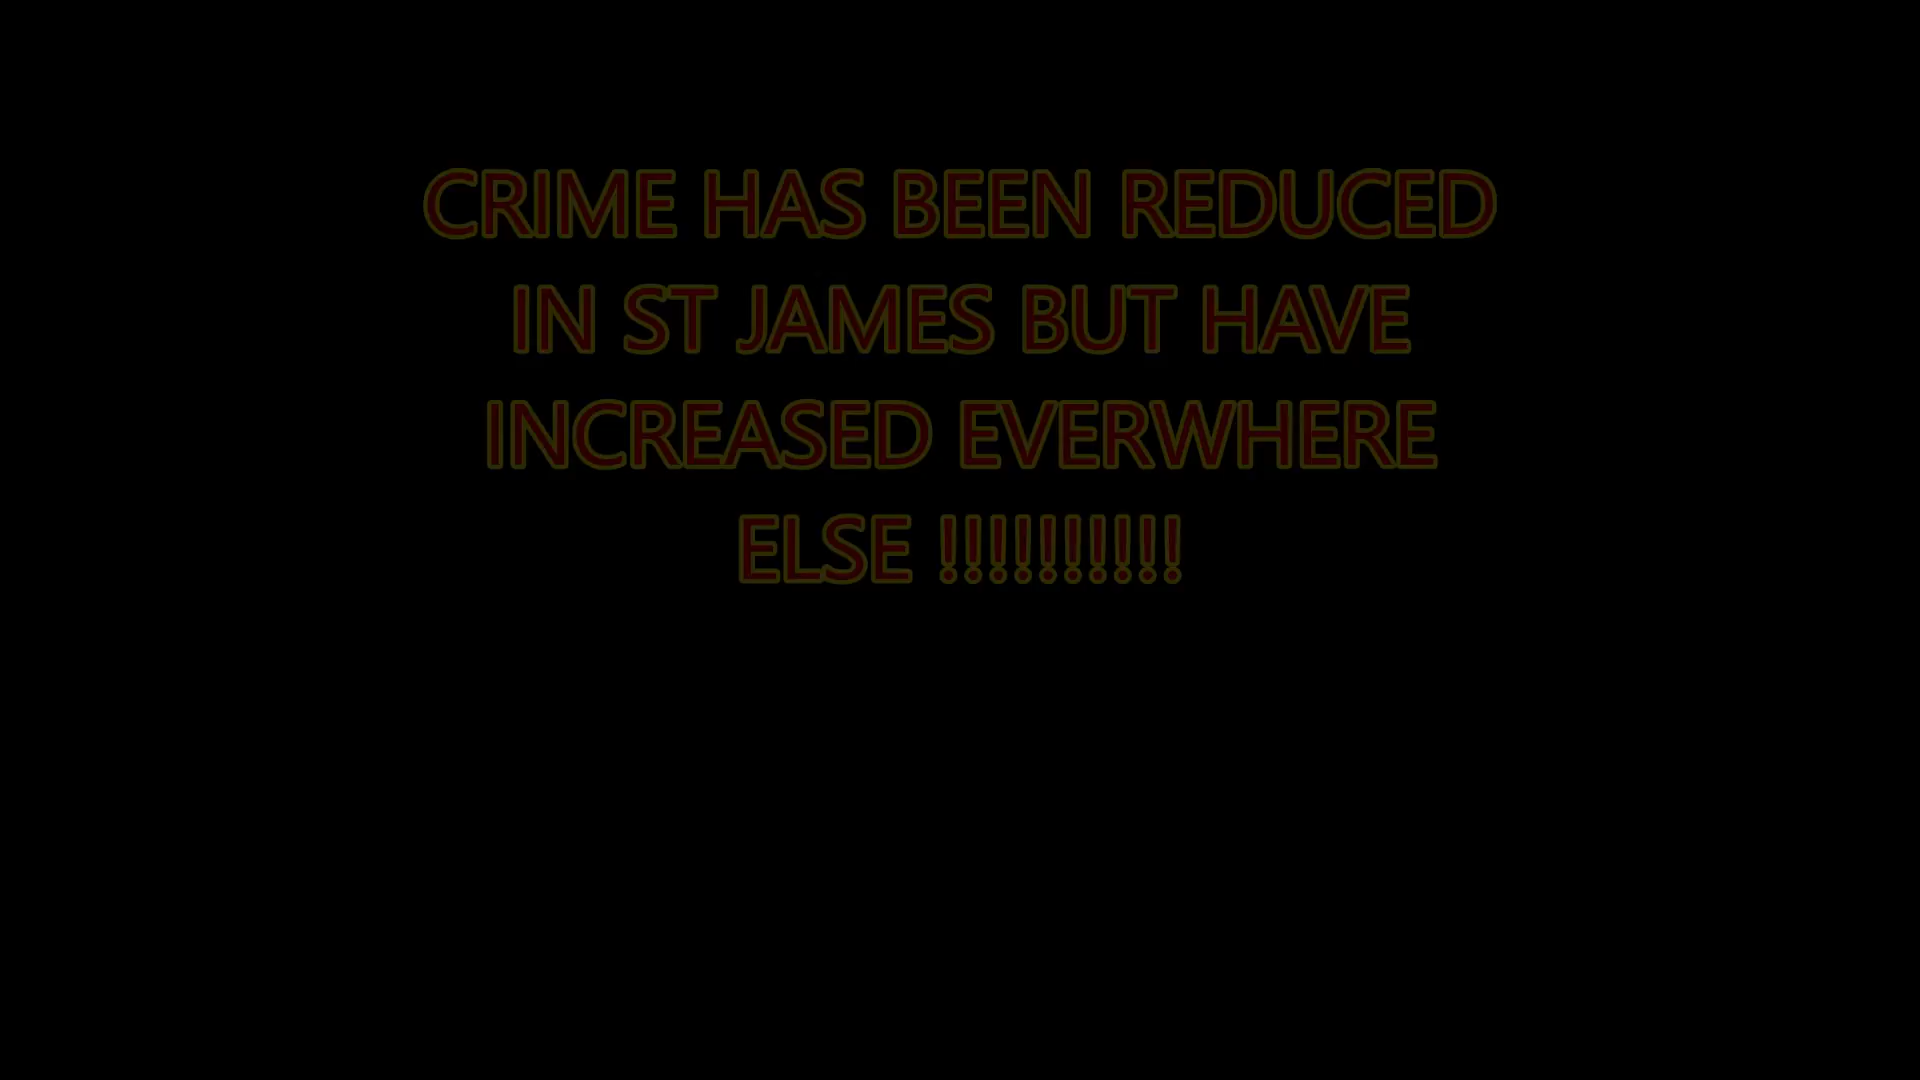 CRIME HAS BEEN REDUCED
IN ST JAMES BUT HAVE
INCREASED EVERWHERE
ELSE !!!!!!!!!!